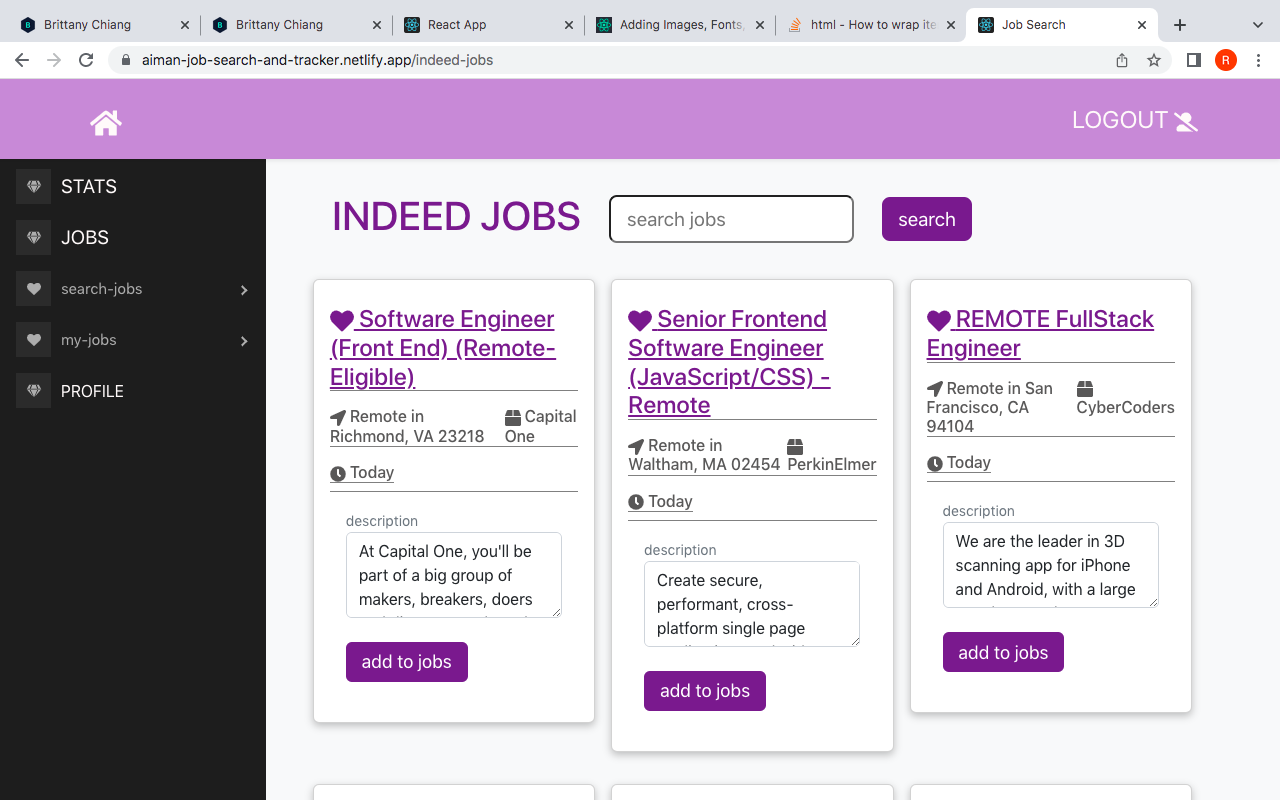 Brittany Chiang
Brittany Chiang
React App
Adding Images, Fonts,
html - How to wrap ite
Job Search
aiman-job-search-and-tracker.netlify.app/indeed-jobs
R
LOGOUT
STATS
JOBS
search-jobs
my-jobs
PROFILE
INDEED JOBS
search jobs
search
Software Engineer
(Front End) (Remote-
Eligible)
Remote in
Richmond, VA 23218
Capital
One
Today
description
At Capital One, you'll be
part of a big group of
makers, breakers, doers
add to jobs
Senior Frontend
Software Engineer
(JavaScript/CSS) -
Remote
Remote in
Waltham, MA 02454
PerkinElmer
Today
description
Create secure,
performant, cross-
platform single page
add to jobs
REMOTE FullStack
Engineer
Remote in San
Francisco, CA
94104
CyberCoders
Today
description
We are the leader in 3D
scanning app for iPhone
and Android, with a large
add to jobs